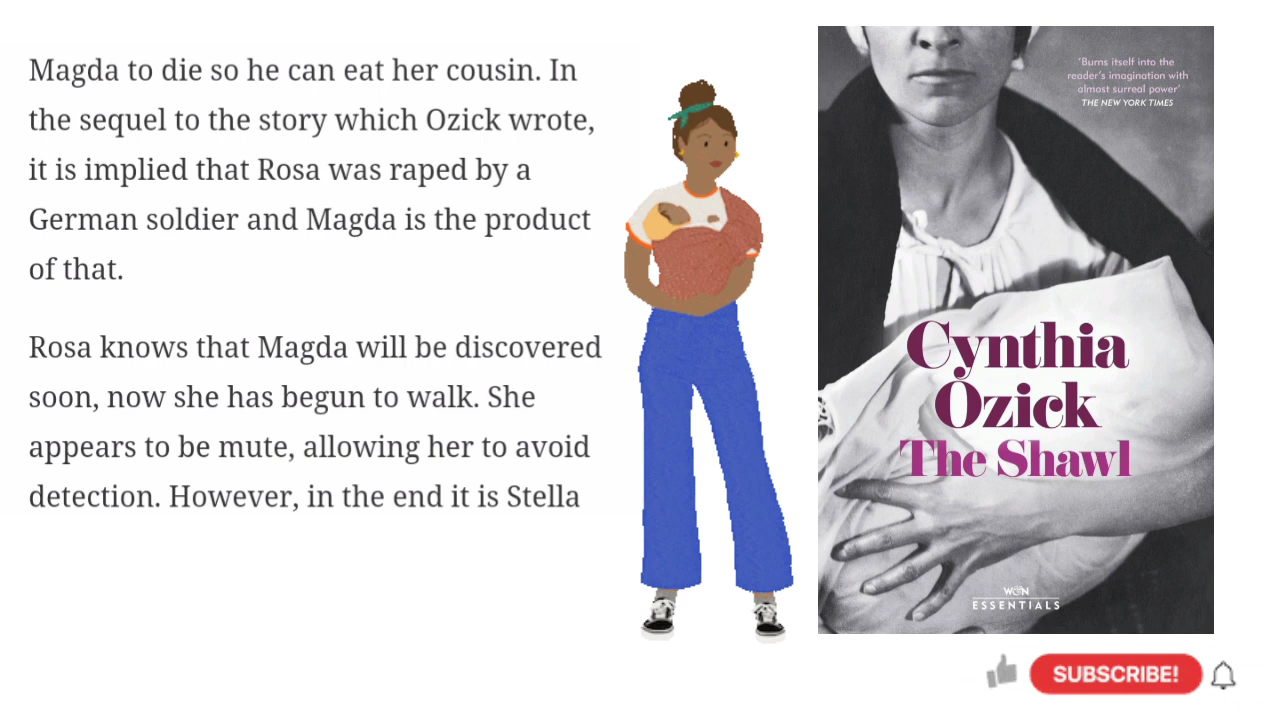 Magda to die so he can eat her cousin. In
the sequel to the story which Ozick wrote,
it is implied that Rosa was raped by a
German soldier and Magda is the product
of that.
Rosa knows that Magda will be discovered
soon, now she has begun to walk. She
appears to be mute, allowing her to avoid
detection. However, in the end it is Stella
'Burns itself into the
reader's imagination with
almost surreal power'
THE NEW YORK TIMES
Cynthia
Ozick
The Shawl
W&N
ESSENTIALS
SUBSCRIBE!